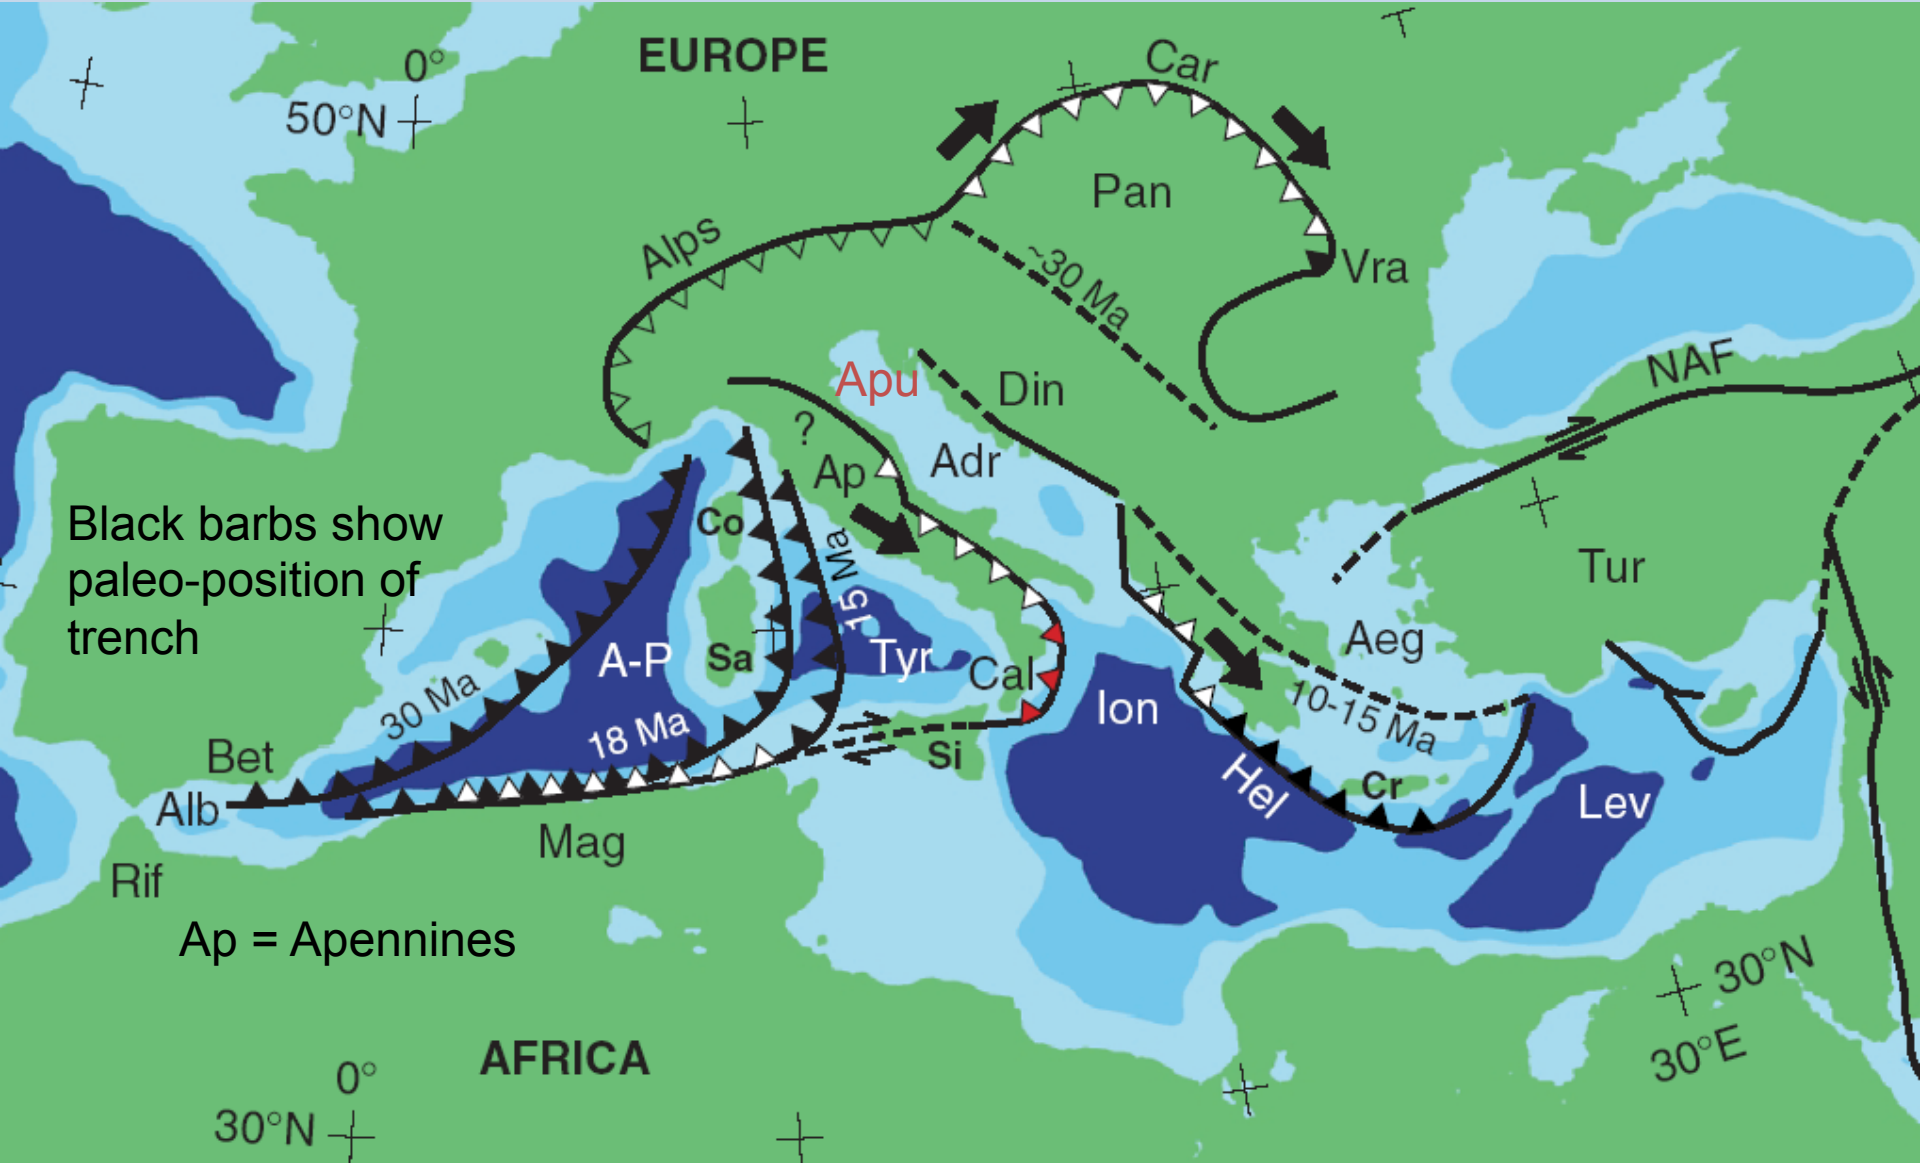 EUROPE
Car
0°
50°N
Pan
Alps
~30 Ma
Vra
Apu
Din
NAF
?
Ap
Adr
Black barbs show
paleo-position of
trench
Co
15 Ma
Tur
A-P
Sa
Tyr
Cal
Aeg
30 Ma
18 Ma
Ion
10-15 Ma
Bet
Si
Hel
Cr
Lev
Alb
Mag
Rif
Ap = Apennines
30°N
30°E
AFRICA
0°
30°N